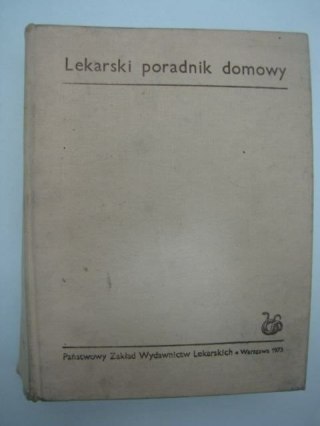 Lekarski poradnik domowy
Państwowy Zakład Wydawnictw Lekarskich • Warszawa 1973